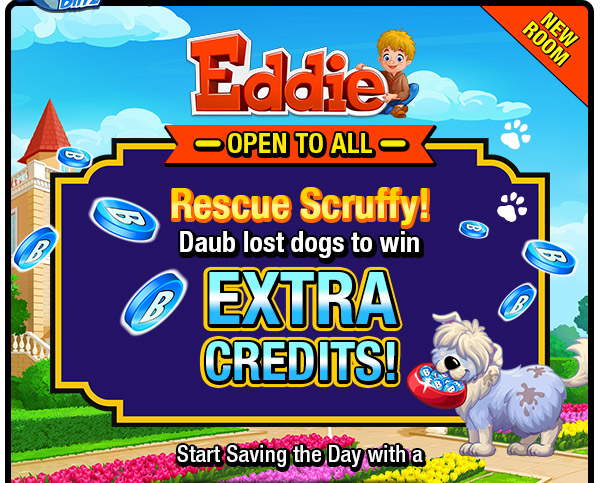 Blitz
NEW
ROOM
Eddie
OPEN TO ALL
Rescue Scruffy!
Daub lost dogs to win
EXTRA
CREDITS!
B
B
B
B
B
B
B
Start Saving the Day with a